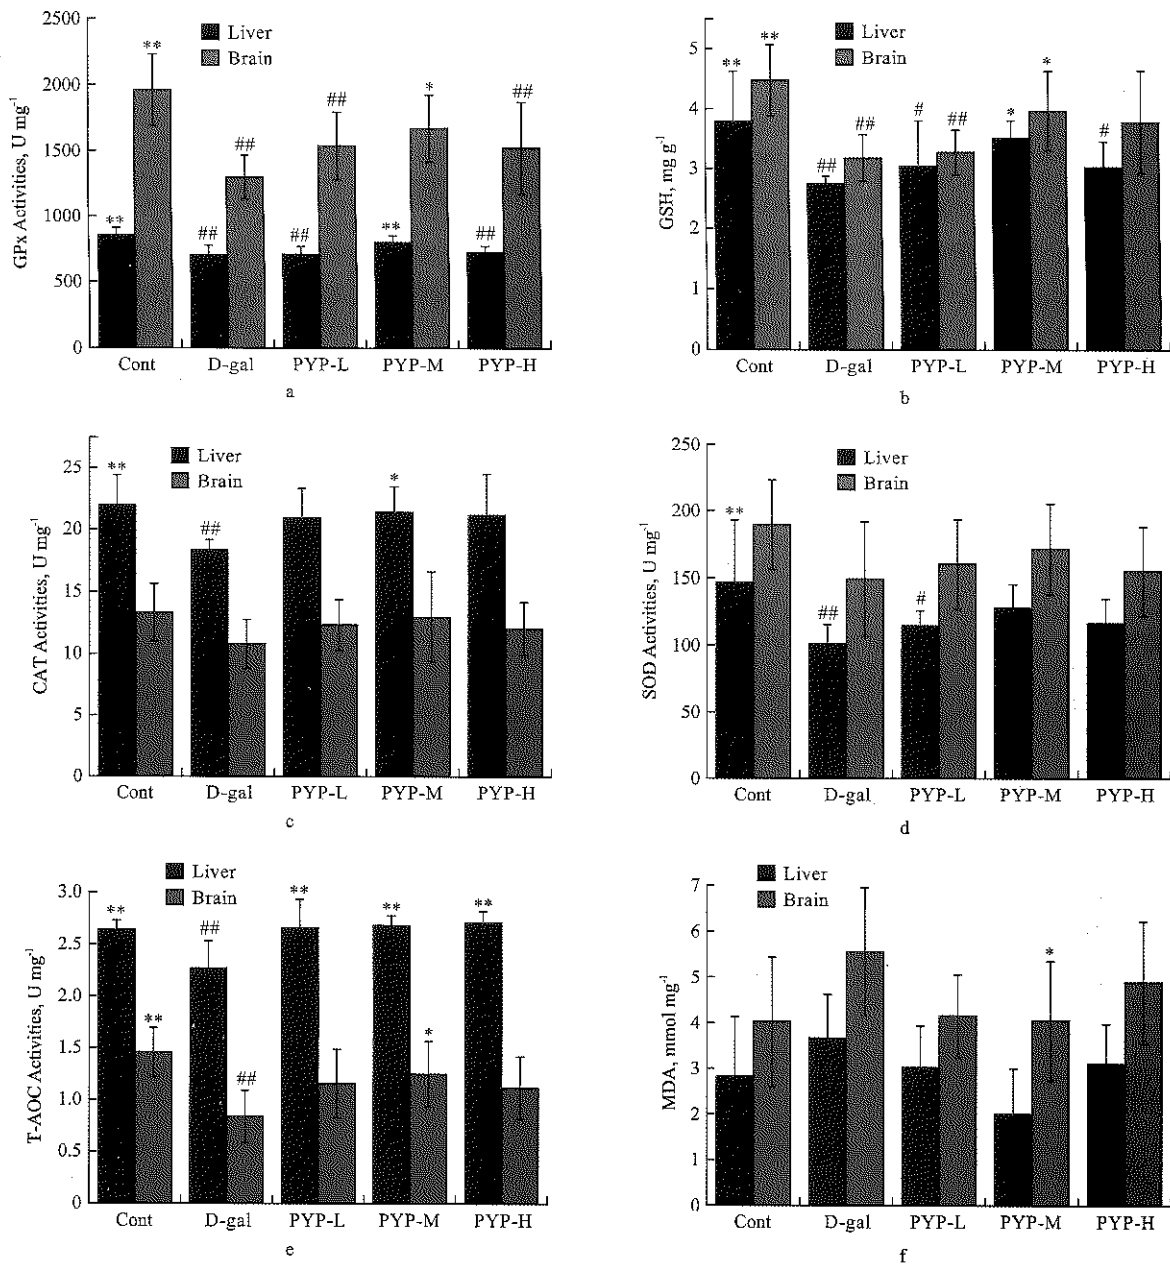 GPx Activities, U mg⁻¹
2500
2000
1500
1000
500
0
Liver
Brain
**
**
##
##
##
##
**
*
##
##
Cont D-gal PYP-L PYP-M PYP-H
a
GSH, mg g⁻¹
5
4
3
2
1
0
Liver
Brain
**
**
##
##
#
##
*
*
#
Cont D-gal PYP-L PYP-M PYP-H
b
CAT Activities, U mg⁻¹
25
20
15
10
5
0
Liver
Brain
**
##
*
Cont D-gal PYP-L PYP-M PYP-H
c
SOD Activities, U mg⁻¹
250
200
150
100
50
0
Liver
Brain
**
##
#
Cont D-gal PYP-L PYP-M PYP-H
d
T-AOC Activities, U mg⁻¹
3.0
2.5
2.0
1.5
1.0
0.5
0
Liver
Brain
**
**
##
##
**
**
*
**
Cont D-gal PYP-L PYP-M PYP-H
e
MDA, mmol mg⁻¹
7
6
5
4
3
2
1
0
Liver
Brain
*
Cont D-gal PYP-L PYP-M PYP-H
f